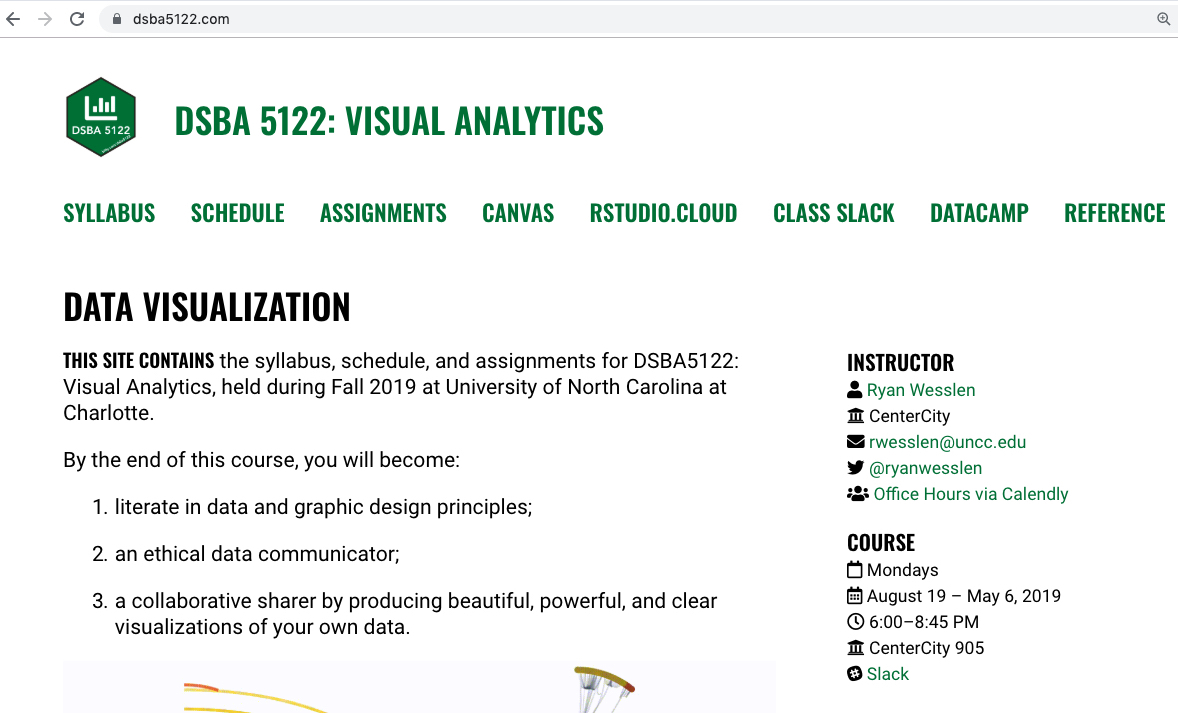 dsba5122.com
DSBA 5122
DSBA 5122: VISUAL ANALYTICS
SYLLABUS SCHEDULE ASSIGNMENTS CANVAS RSTUDIO.CLOUD CLASS SLACK DATACAMP REFERENCE
DATA VISUALIZATION
THIS SITE CONTAINS the syllabus, schedule, and assignments for DSBA5122:
Visual Analytics, held during Fall 2019 at University of North Carolina at
Charlotte.
By the end of this course, you will become:
1. literate in data and graphic design principles;
2. an ethical data communicator;
3. a collaborative sharer by producing beautiful, powerful, and clear
visualizations of your own data.
INSTRUCTOR
Ryan Wesslen
CenterCity
rwesslen@uncc.edu
@ryanwesslen
Office Hours via Calendly
COURSE
Mondays
August 19 – May 6, 2019
6:00–8:45 PM
CenterCity 905
Slack